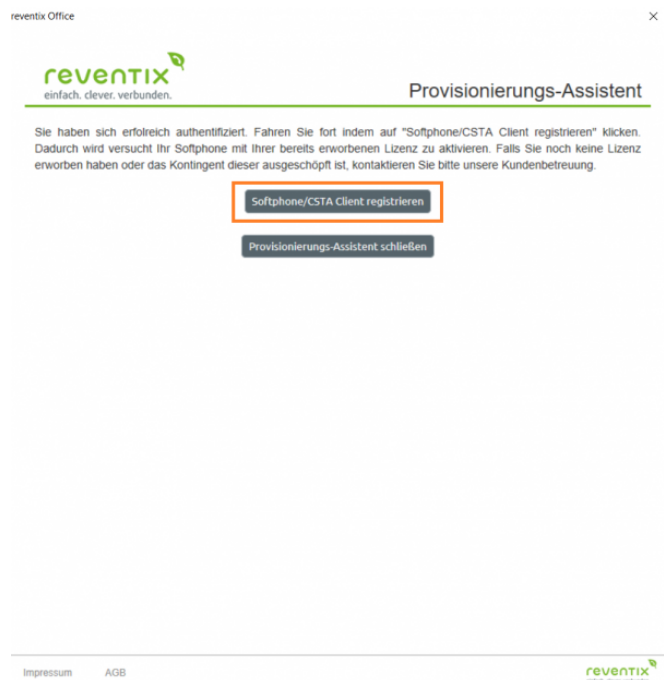 reventix Office
reventix
einfach. clever. verbunden.
Provisionierungs-Assistent
Sie haben sich erfolreich authentifiziert. Fahren Sie fort indem auf "Softphone/CSTA Client registrieren" klicken.
Dadurch wird versucht Ihr Softphone mit Ihrer bereits erworbenen Lizenz zu aktivieren. Falls Sie noch keine Lizenz
erworben haben oder das Kontingent dieser ausgeschöpft ist, kontaktieren Sie bitte unsere Kundenbetreuung.
Softphone/CSTA Client registrieren
Provisionierungs-Assistent schließen
Impressum AGB
reventix